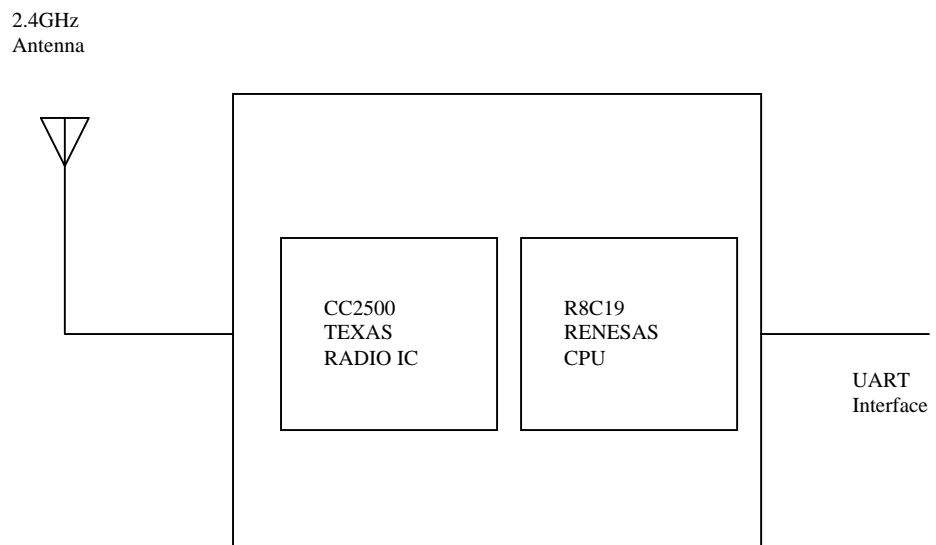 2.4GHz
Antenna
CC2500
TEXAS
RADIO IC
R8C19
RENESAS
CPU
UART
Interface